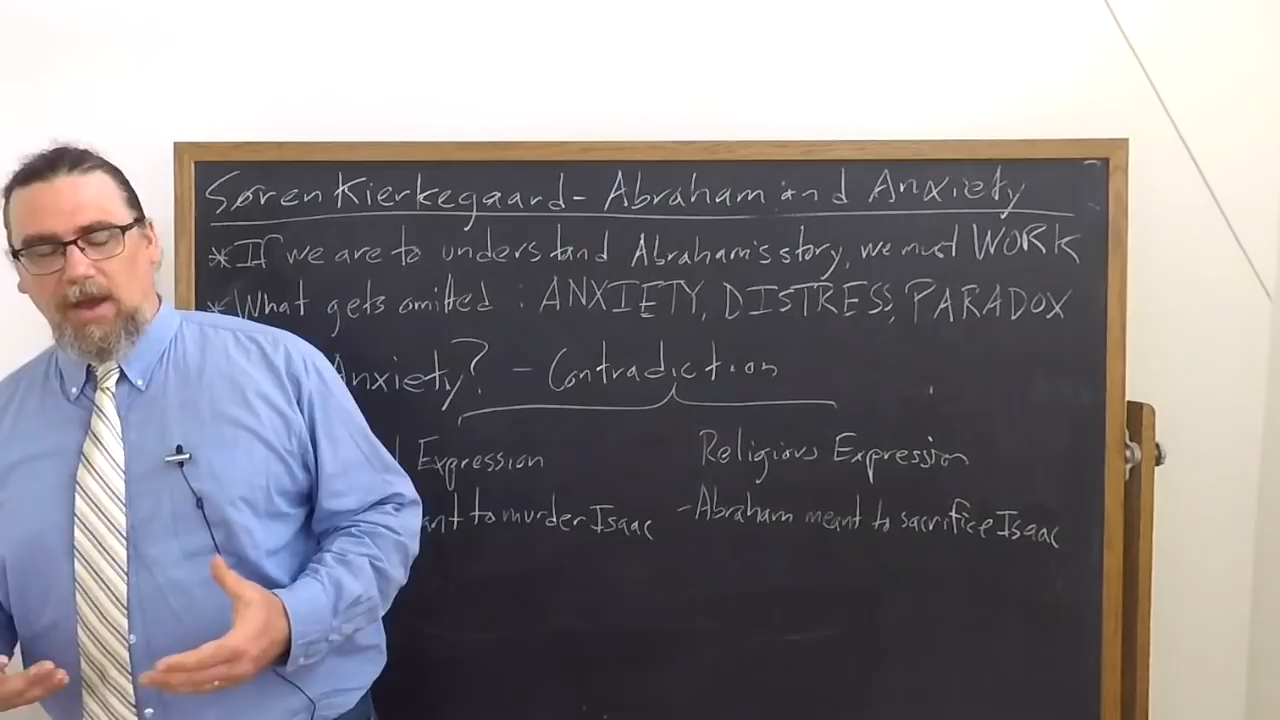 Søren Kierkegaard - Abraham and Anxiety
* If we are to understand Abraham's story, we must WORK
* What gets omitted : ANXIETY, DISTRESS, PARADOX
Anxiety? - Contradiction
Expression
to murder Isaac
Religious Expression
- Abraham meant to sacrifice Isaac